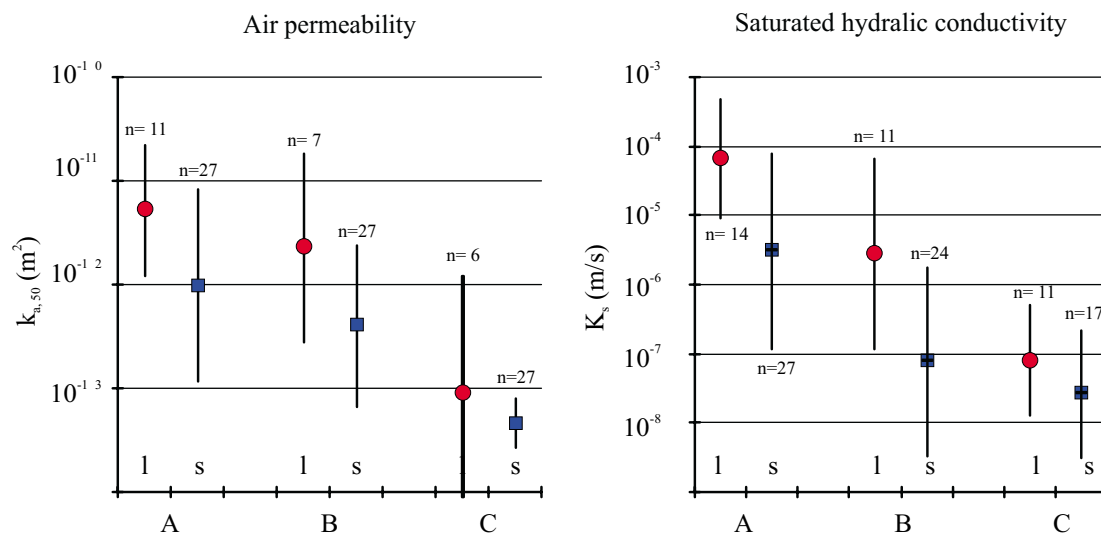 Air permeability
10⁻¹⁰
10⁻¹¹
10⁻¹²
10⁻¹³
kₐ,₅₀ (m²)
n= 11
n=27
n= 7
n=27
n= 6
n=27
l s l s l s
A B C
Saturated hydralic conductivity
10⁻³
10⁻⁴
10⁻⁵
10⁻⁶
10⁻⁷
10⁻⁸
Kₛ (m/s)
n= 14
n=27
n= 11
n=24
n= 11
n=17
l s l s l s
A B C